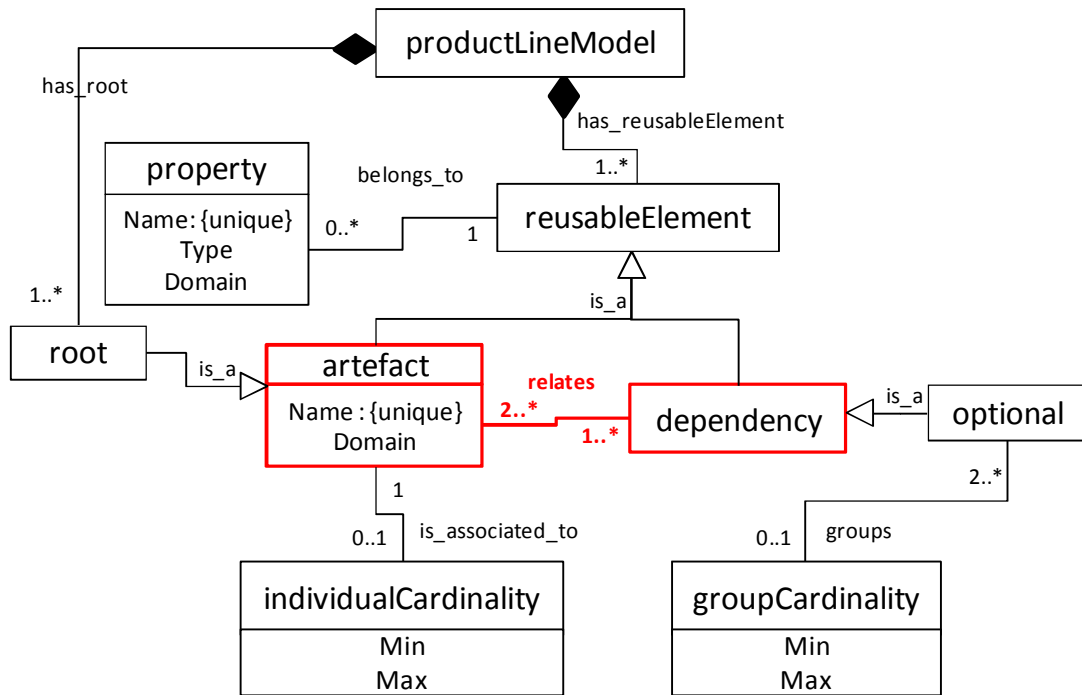 productLineModel
has_root
has_reusableElement
1..*
property
Name: {unique}
Type
Domain
belongs_to
0..*
1
reusableElement
1..*
root
is_a
is_a
artefact
Name : {unique}
Domain
relates
2..*
1..*
dependency
is_a
optional
1
0..1
is_associated_to
2..*
0..1
groups
individualCardinality
Min
Max
groupCardinality
Min
Max